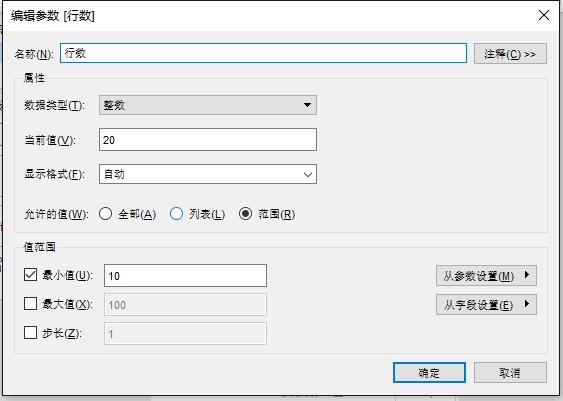 编辑参数 [行数]
名称(N): 行数 注释(C) >>
属性
数据类型(T): 整数
当前值(V): 20
显示格式(F): 自动
允许的值(W): 全部(A) 列表(L) 范围(R)
值范围
最小值(U): 10 从参数设置(M)
最大值(X): 100 从字段设置(E)
步长(Z): 1
确定 取消